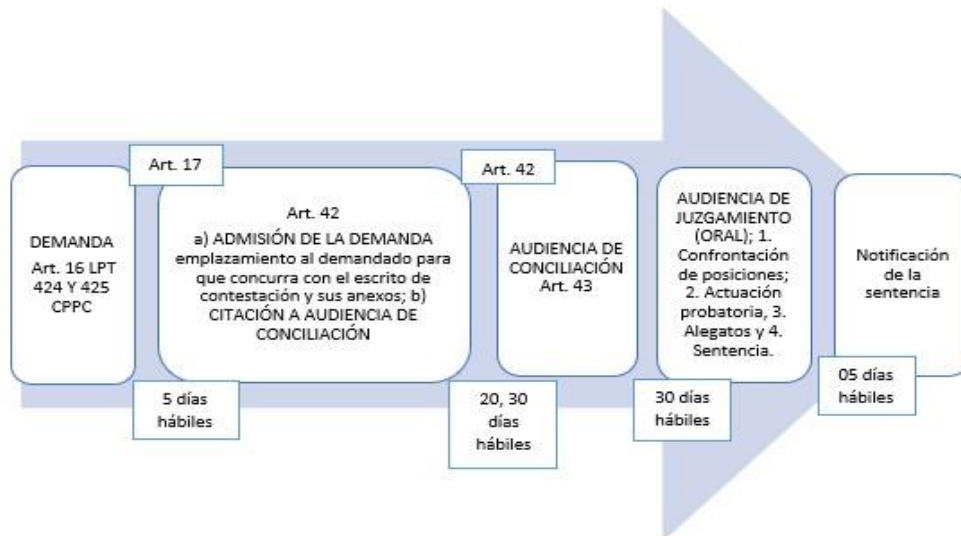 Art. 17
Art. 42
DEMANDA
Art. 16 LPT
424 Y 425
CPPC
Art. 42
a) ADMISIÓN DE LA DEMANDA
emplazamiento al demandado para
que concurra con el escrito de
contestación y sus anexos; b)
CITACIÓN A AUDIENCIA DE
CONCILIACIÓN
AUDIENCIA DE
CONCILIACIÓN
Art. 43
AUDIENCIA DE
JUZGAMIENTO
(ORAL); 1.
Confrontación
de posiciones;
2. Actuación
probatoria, 3.
Alegatos y 4.
Sentencia.
Notificación
de la
sentencia
5 días
hábiles
20, 30
días
hábiles
30 días
hábiles
05 días
hábiles